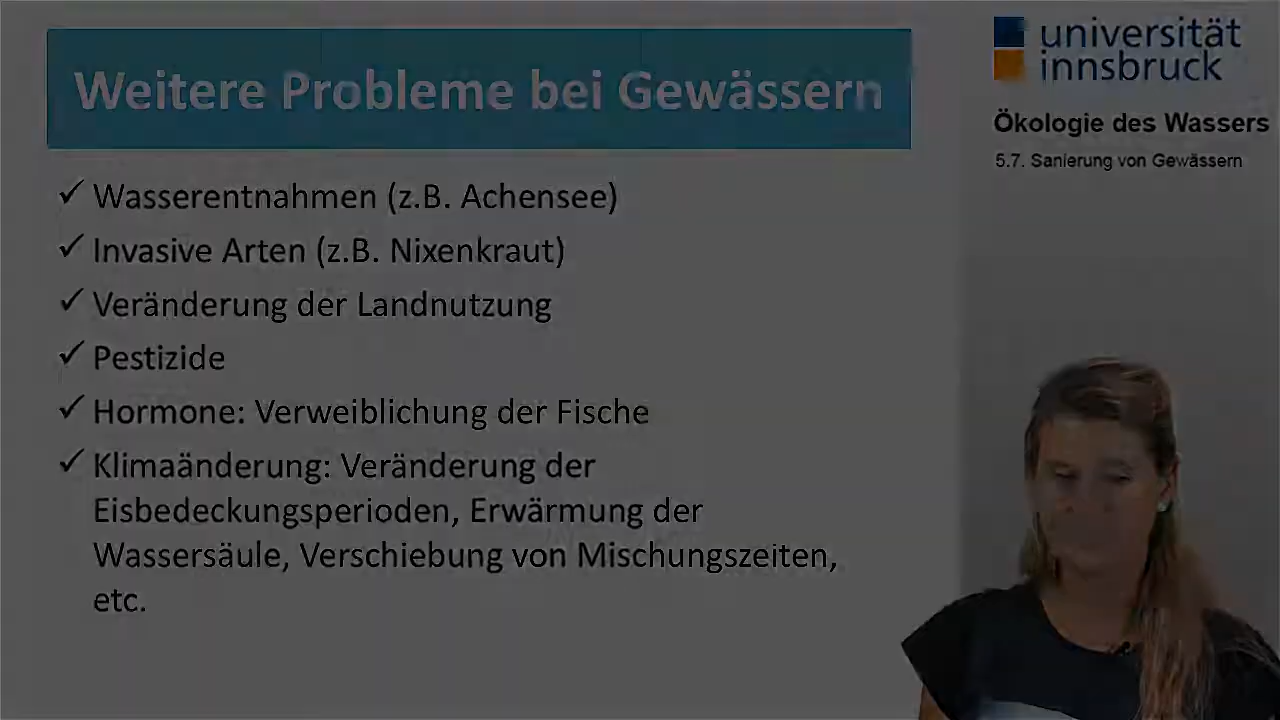 Weitere Probleme bei Gewässern
✓ Wasserentnahmen (z.B. Achensee)
✓ Invasive Arten (z.B. Nixenkraut)
✓ Veränderung der Landnutzung
✓ Pestizide
✓ Hormone: Verweiblichung der Fische
✓ Klimaänderung: Veränderung der
Eisbedeckungsperioden, Erwärmung der
Wassersäule, Verschiebung von Mischungszeiten,
etc.
universität
innsbruck
Ökologie des Wassers
5.7. Sanierung von Gewässern